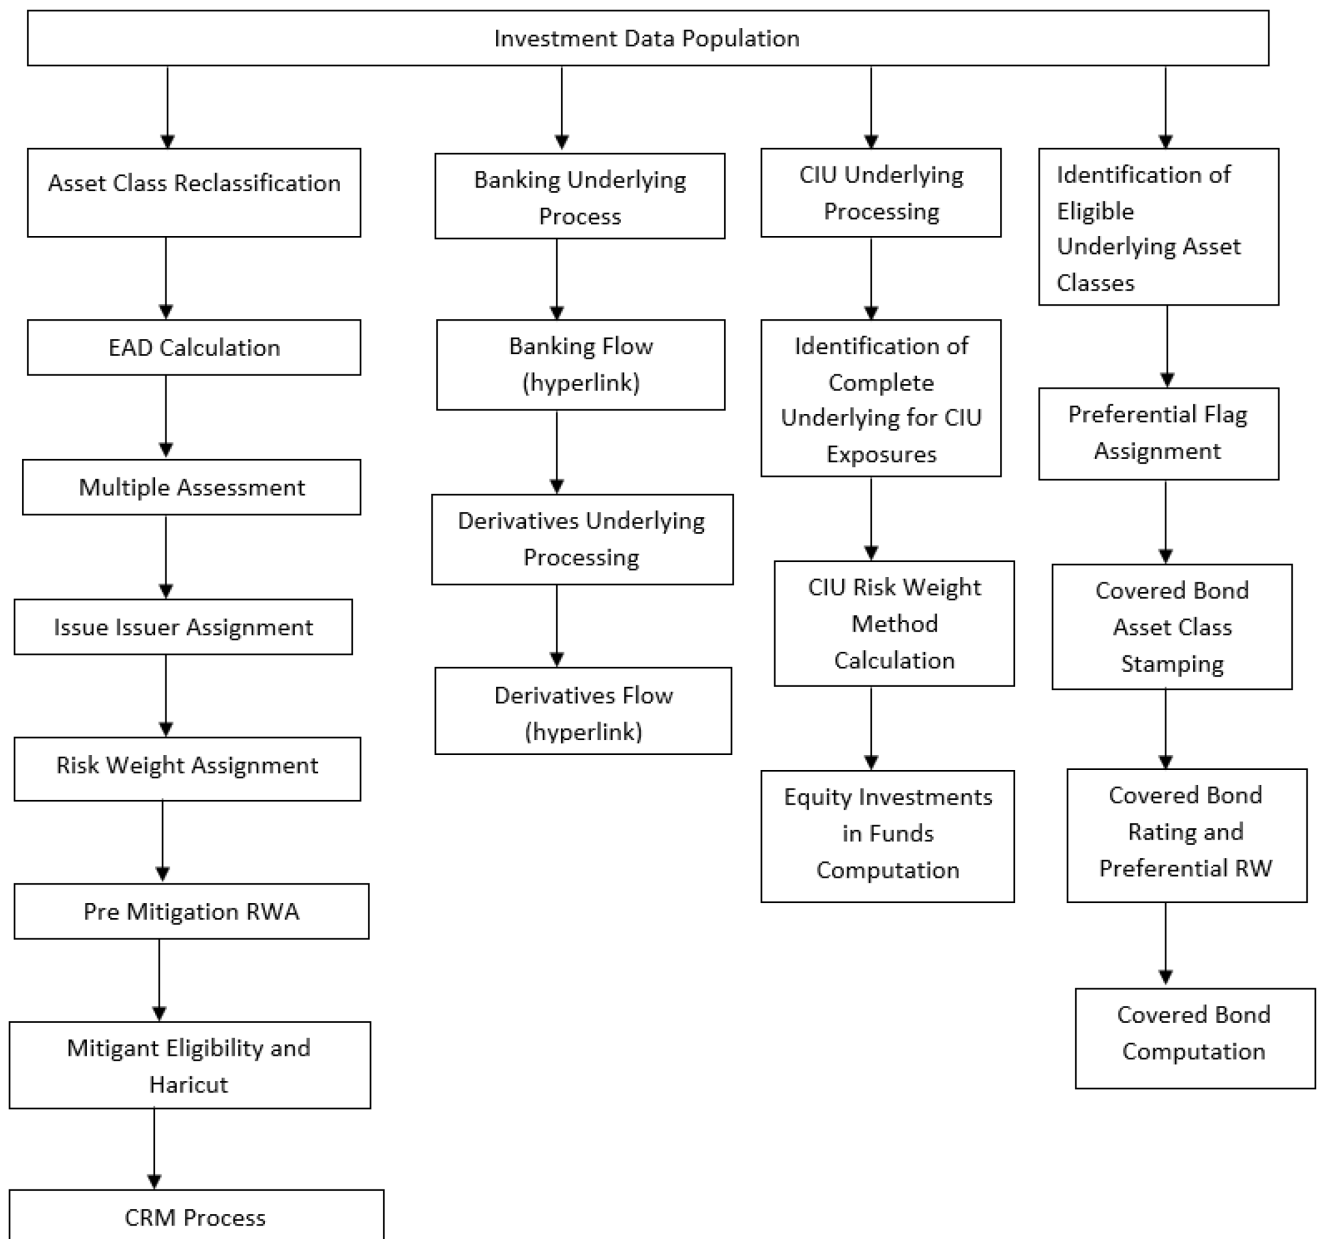 Investment Data Population
Asset Class Reclassification
EAD Calculation
Multiple Assessment
Issue Issuer Assignment
Risk Weight Assignment
Pre Mitigation RWA
Mitigant Eligibility and
Haricut
CRM Process
Banking Underlying
Process
Banking Flow
(hyperlink)
Derivatives Underlying
Processing
Derivatives Flow
(hyperlink)
CIU Underlying
Processing
Identification of
Complete
Underlying for CIU
Exposures
CIU Risk Weight
Method
Calculation
Equity Investments
in Funds
Computation
Identification of
Eligible
Underlying Asset
Classes
Preferential Flag
Assignment
Covered Bond
Asset Class
Stamping
Covered Bond
Rating and
Preferential RW
Covered Bond
Computation